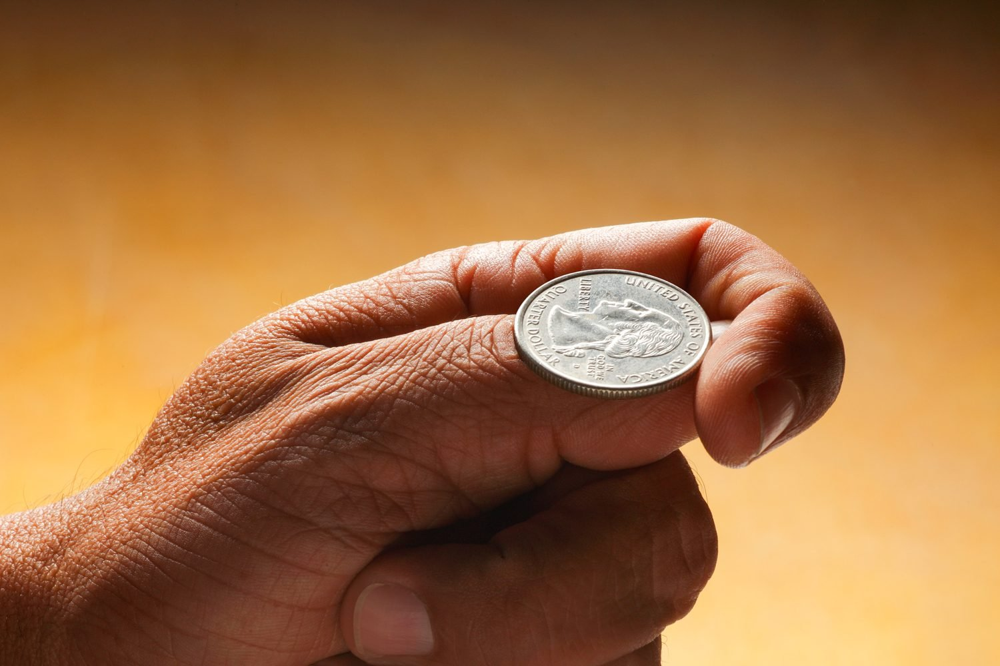 UNITED STATES OF AMERICA
LIBERTY
IN
GOD WE
TRUST
D
QUARTER DOLLAR